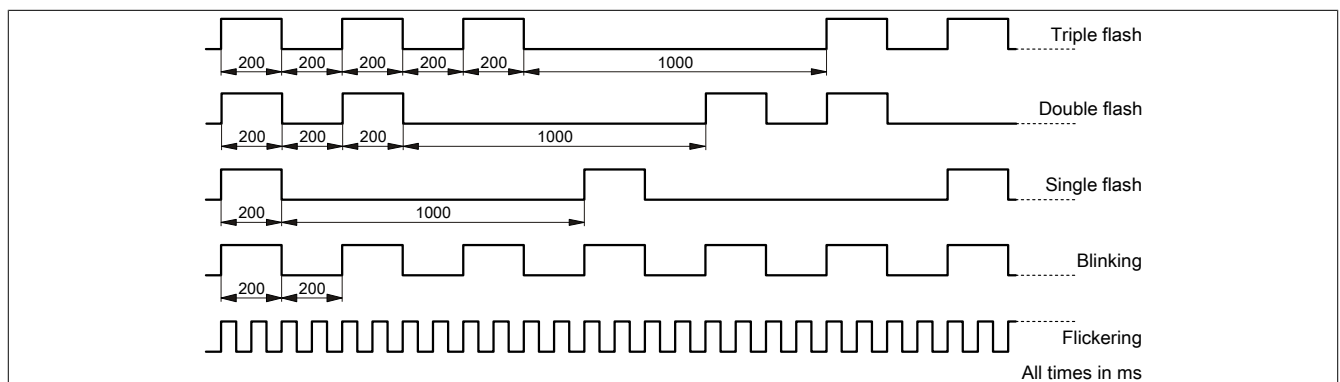 Triple flash
200 200 200 200 200 1000
Double flash
200 200 200 1000
Single flash
200 1000
Blinking
200 200
Flickering
All times in ms